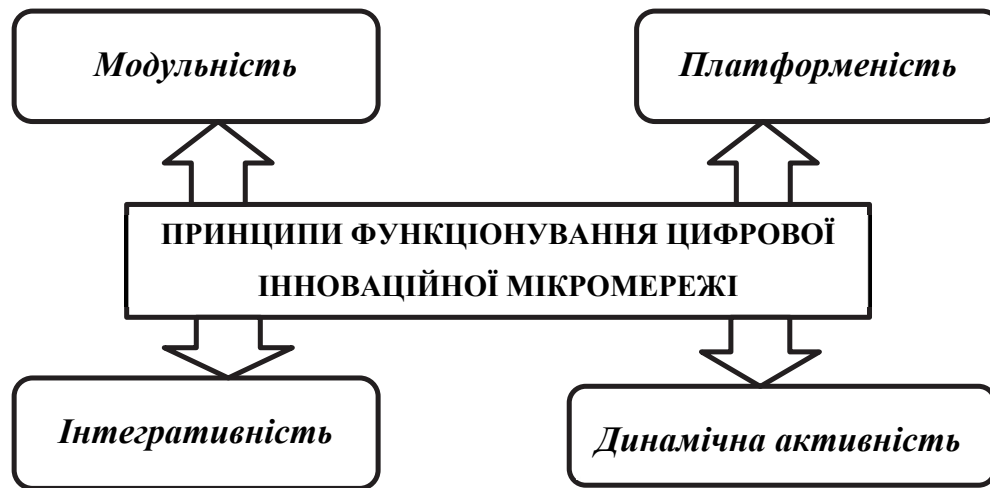 Модульність
Платформеність
ПРИНЦИПИ ФУНКЦІОНУВАННЯ ЦИФРОВОЇ
ІННОВАЦІЙНОЇ МІКРОМЕРЕЖІ
Інтегративність
Динамічна активність